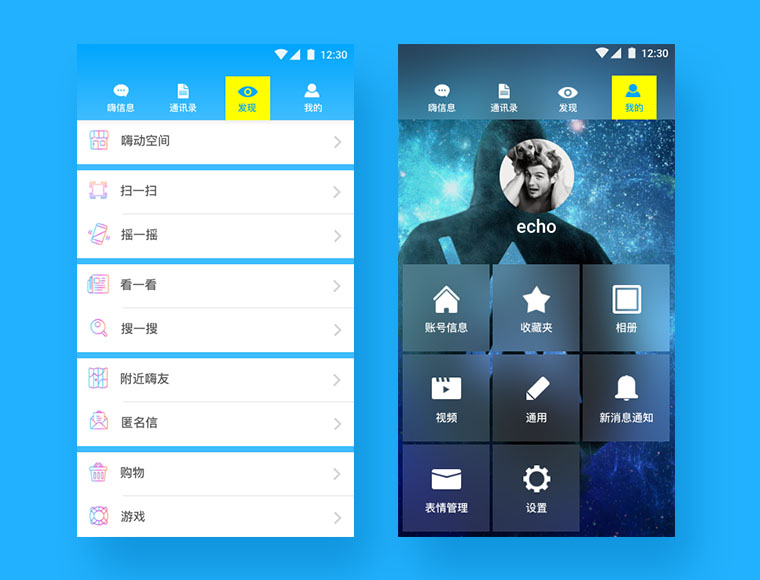 12:30
嗨信息 通讯录 发现 我的
嗨动空间
扫一扫
摇一摇
看一看
搜一搜
附近嗨友
匿名信
购物
游戏
12:30
嗨信息 通讯录 发现 我的
echo
账号信息 收藏夹 相册
视频 通用 新消息通知
表情管理 设置